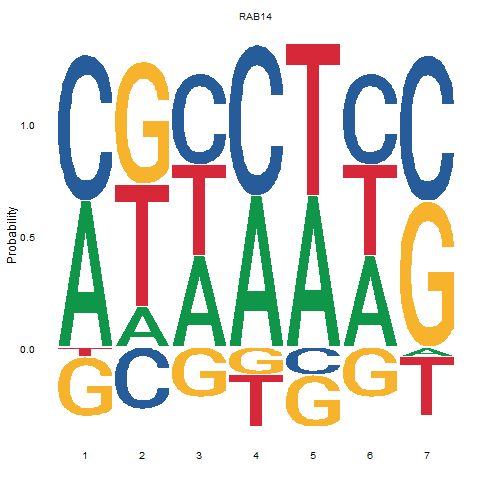 RAB14
Probability
1.0
0.5
0.0
C G C C T C C
A T T A A T G
A A A
T C G G C G A
G T G T
1 2 3 4 5 6 7